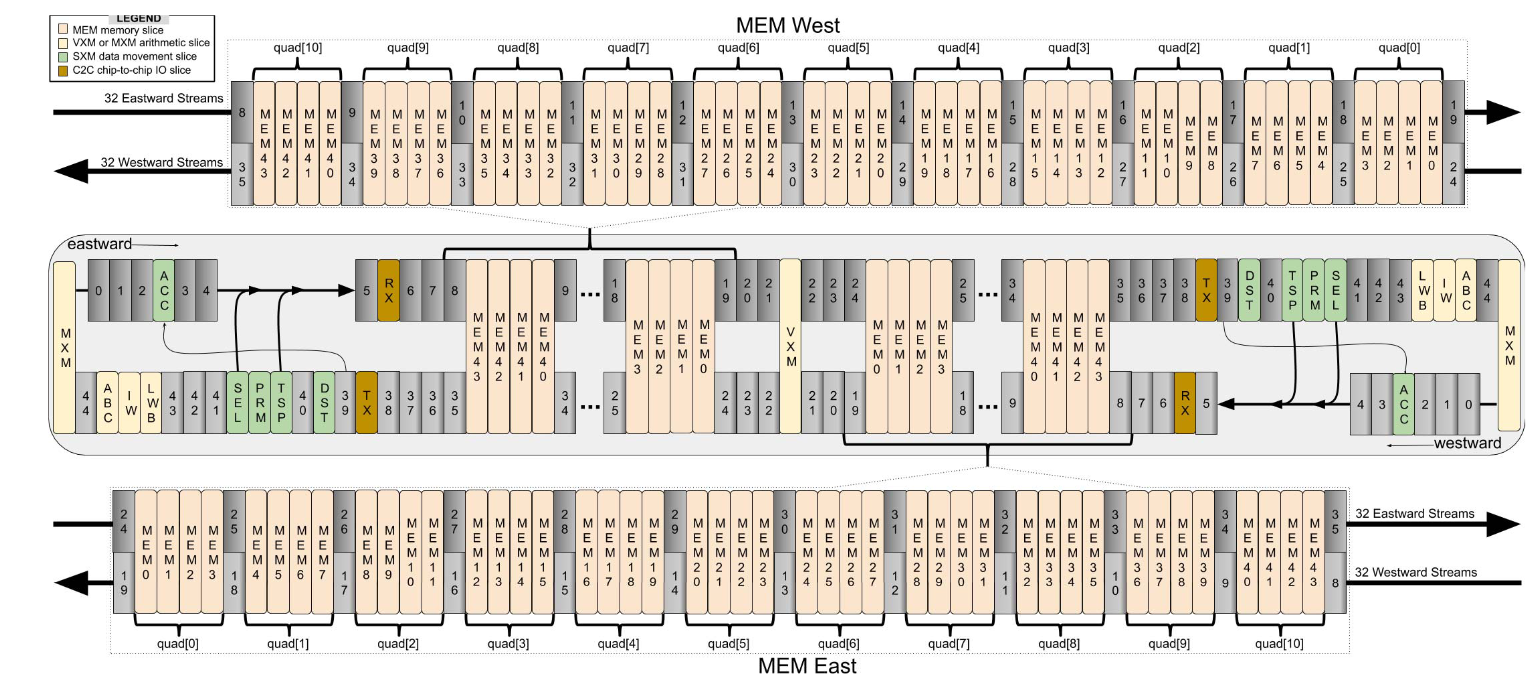 LEGEND
MEM memory slice
VXM or MXM arithmetic slice
SXM data movement slice
C2C chip-to-chip IO slice
MEM West
quad[10] quad[9] quad[8] quad[7] quad[6] quad[5] quad[4] quad[3] quad[2] quad[1] quad[0]
32 Eastward Streams
32 Westward Streams
8 MEM43 MEM42 MEM41 MEM40 9 MEM39 MEM38 MEM37 MEM36 10 MEM35 MEM34 MEM33 MEM32 11 MEM31 MEM30 MEM29 MEM28 12 MEM27 MEM26 MEM25 MEM24 13 MEM23 MEM22 MEM21 MEM20 14 MEM19 MEM18 MEM17 MEM16 15 MEM15 MEM14 MEM13 MEM12 16 MEM11 MEM10 MEM9 MEM8 17 MEM7 MEM6 MEM5 MEM4 18 MEM3 MEM2 MEM1 MEM0 19
35 34 33 32 31 30 29 28 27 26 25 24
eastward
MXM 0 1 2 ACC 3 4 5 RX 6 7 8 MEM43 MEM42 MEM41 MEM40 9 ... 18 MEM3 MEM2 MEM1 MEM0 19 20 21 VXM 22 23 24 MEM0 MEM1 MEM2 MEM3 25 ... 34 MEM40 MEM41 MEM42 MEM43 35 36 37 38 TX 39 DST 40 TSP PRM SEL 41 42 43 LWB IW ABC 44 MXM
44 ABC IW LWB 43 42 41 SEL PRM TSP 40 DST 39 TX 38 37 36 35 34 ... 25 24 23 22 21 20 19 18 ... 9 8 7 6 RX 5 4 3 ACC 2 1 0
westward
24 MEM0 MEM1 MEM2 MEM3 25 MEM4 MEM5 MEM6 MEM7 26 MEM8 MEM9 MEM10 MEM11 27 MEM12 MEM13 MEM14 MEM15 28 MEM16 MEM17 MEM18 MEM19 29 MEM20 MEM21 MEM22 MEM23 30 MEM24 MEM25 MEM26 MEM27 31 MEM28 MEM29 MEM30 MEM31 32 MEM32 MEM33 MEM34 MEM35 33 MEM36 MEM37 MEM38 MEM39 34 MEM40 MEM41 MEM42 MEM43 35
19 18 17 16 15 14 13 12 11 10 9 8
32 Eastward Streams
32 Westward Streams
quad[0] quad[1] quad[2] quad[3] quad[4] quad[5] quad[6] quad[7] quad[8] quad[9] quad[10]
MEM East